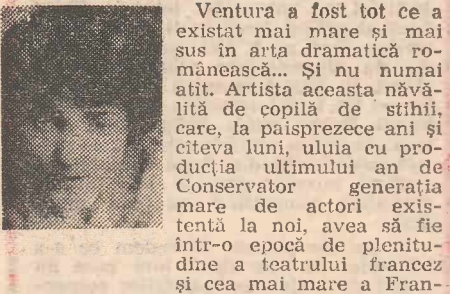 Ventura a fost tot ce a
existat mai mare și mai
sus în arta dramatică ro-
mânească... Și nu numai
atît. Artista aceasta năvă-
lită de copilă de stihii,
care, la paisprezece ani și
cîteva luni, uluia cu pro-
ducția ultimului an de
Conservator generația
mare de actori exis-
tentă la noi, avea să fie
într-o epocă de plenitu-
dine a teatrului francez
și cea mai mare a Fran-